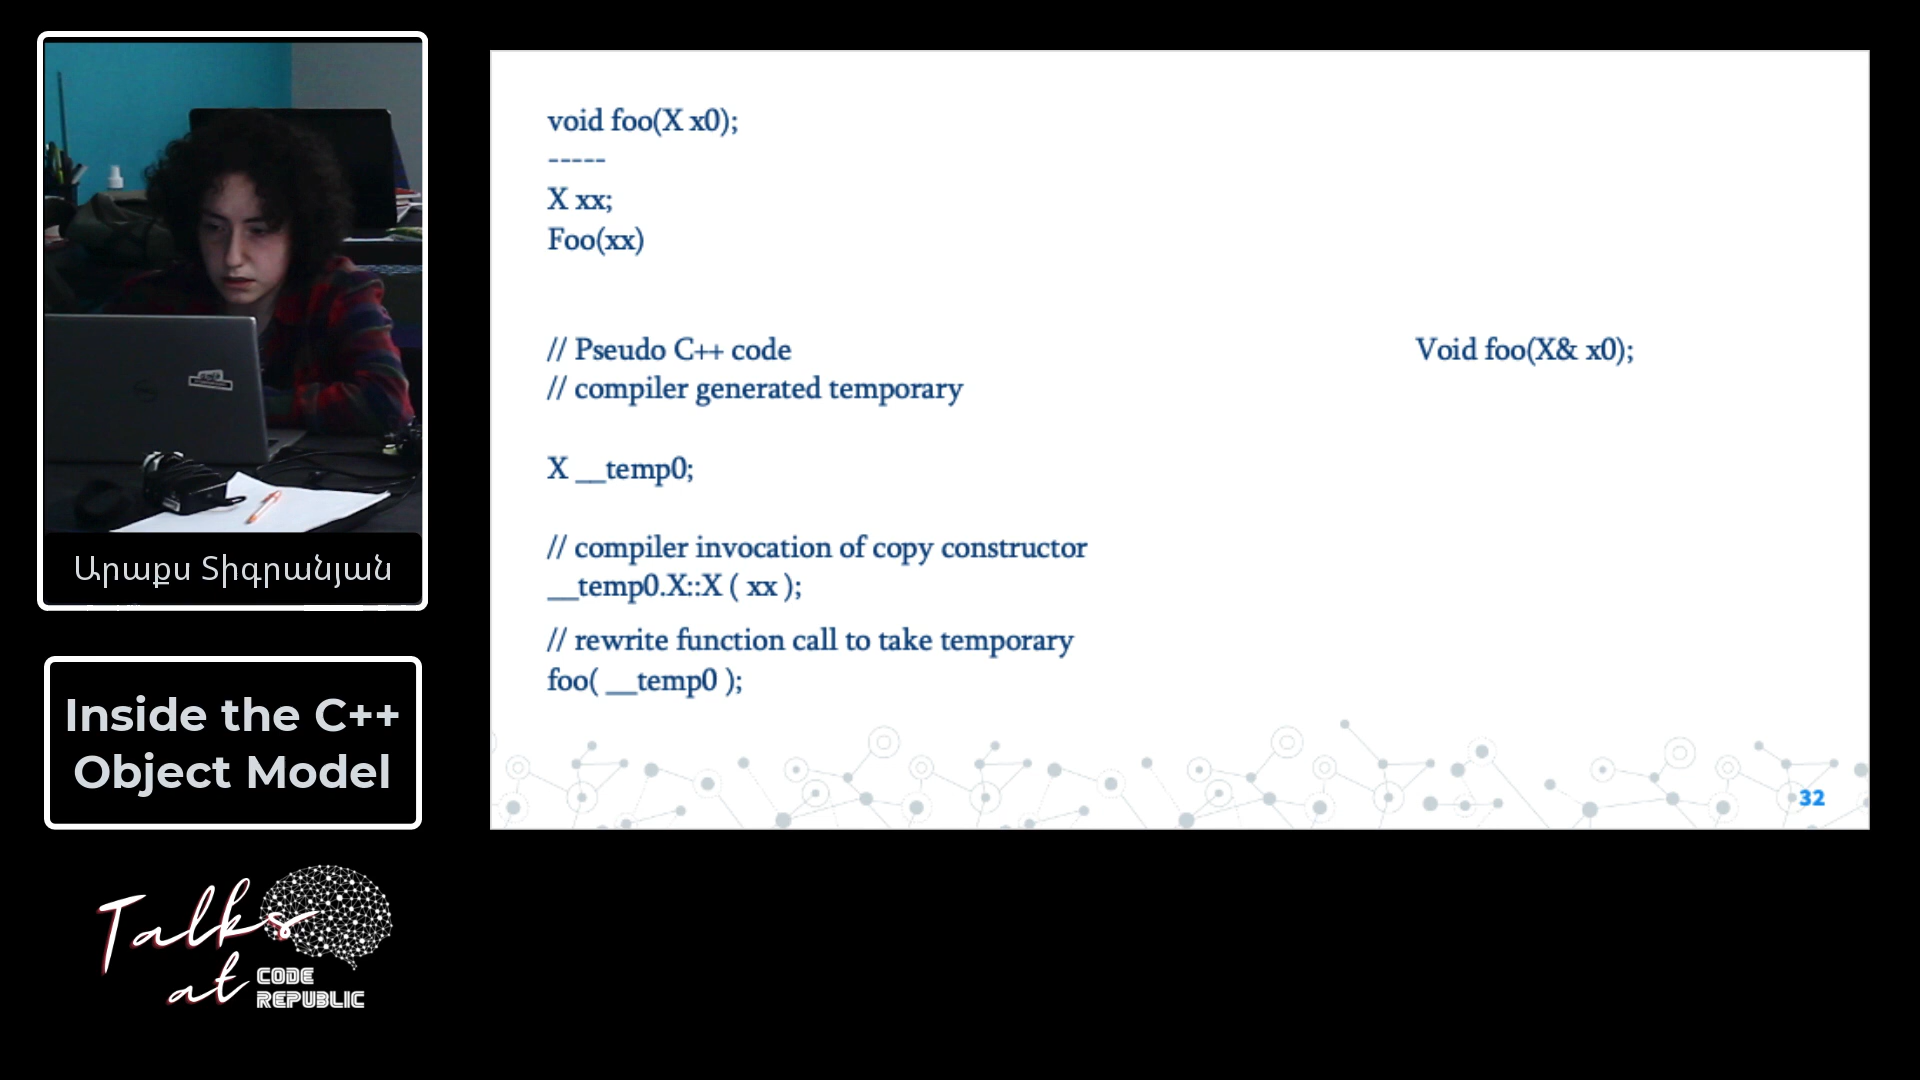 Արաքս Տիգրանյան
Inside the C++
Object Model
Talks
at CODE
REPUBLIC
void foo(X x0);
-----
X xx;
Foo(xx)
// Pseudo C++ code
// compiler generated temporary
X __temp0;
// compiler invocation of copy constructor
__temp0.X::X ( xx );
// rewrite function call to take temporary
foo( __temp0 );
Void foo(X& x0);
32